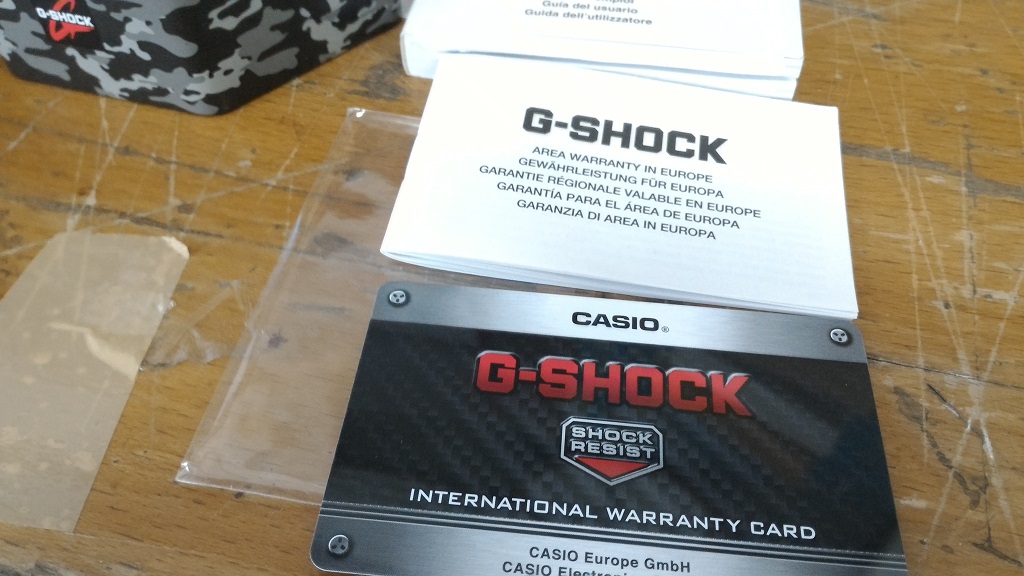 G-SHOCK
Guía del usuario
Guida dell'utilizzatore
G-SHOCK
AREA WARRANTY IN EUROPE
GEWÄHRLEISTUNG FÜR EUROPA
GARANTIE RÉGIONALE VALABLE EN EUROPE
GARANTÍA PARA EL ÁREA DE EUROPA
GARANZIA DI AREA IN EUROPA
CASIO®
G-SHOCK
SHOCK
RESIST
INTERNATIONAL WARRANTY CARD
CASIO Europe GmbH
CASIO